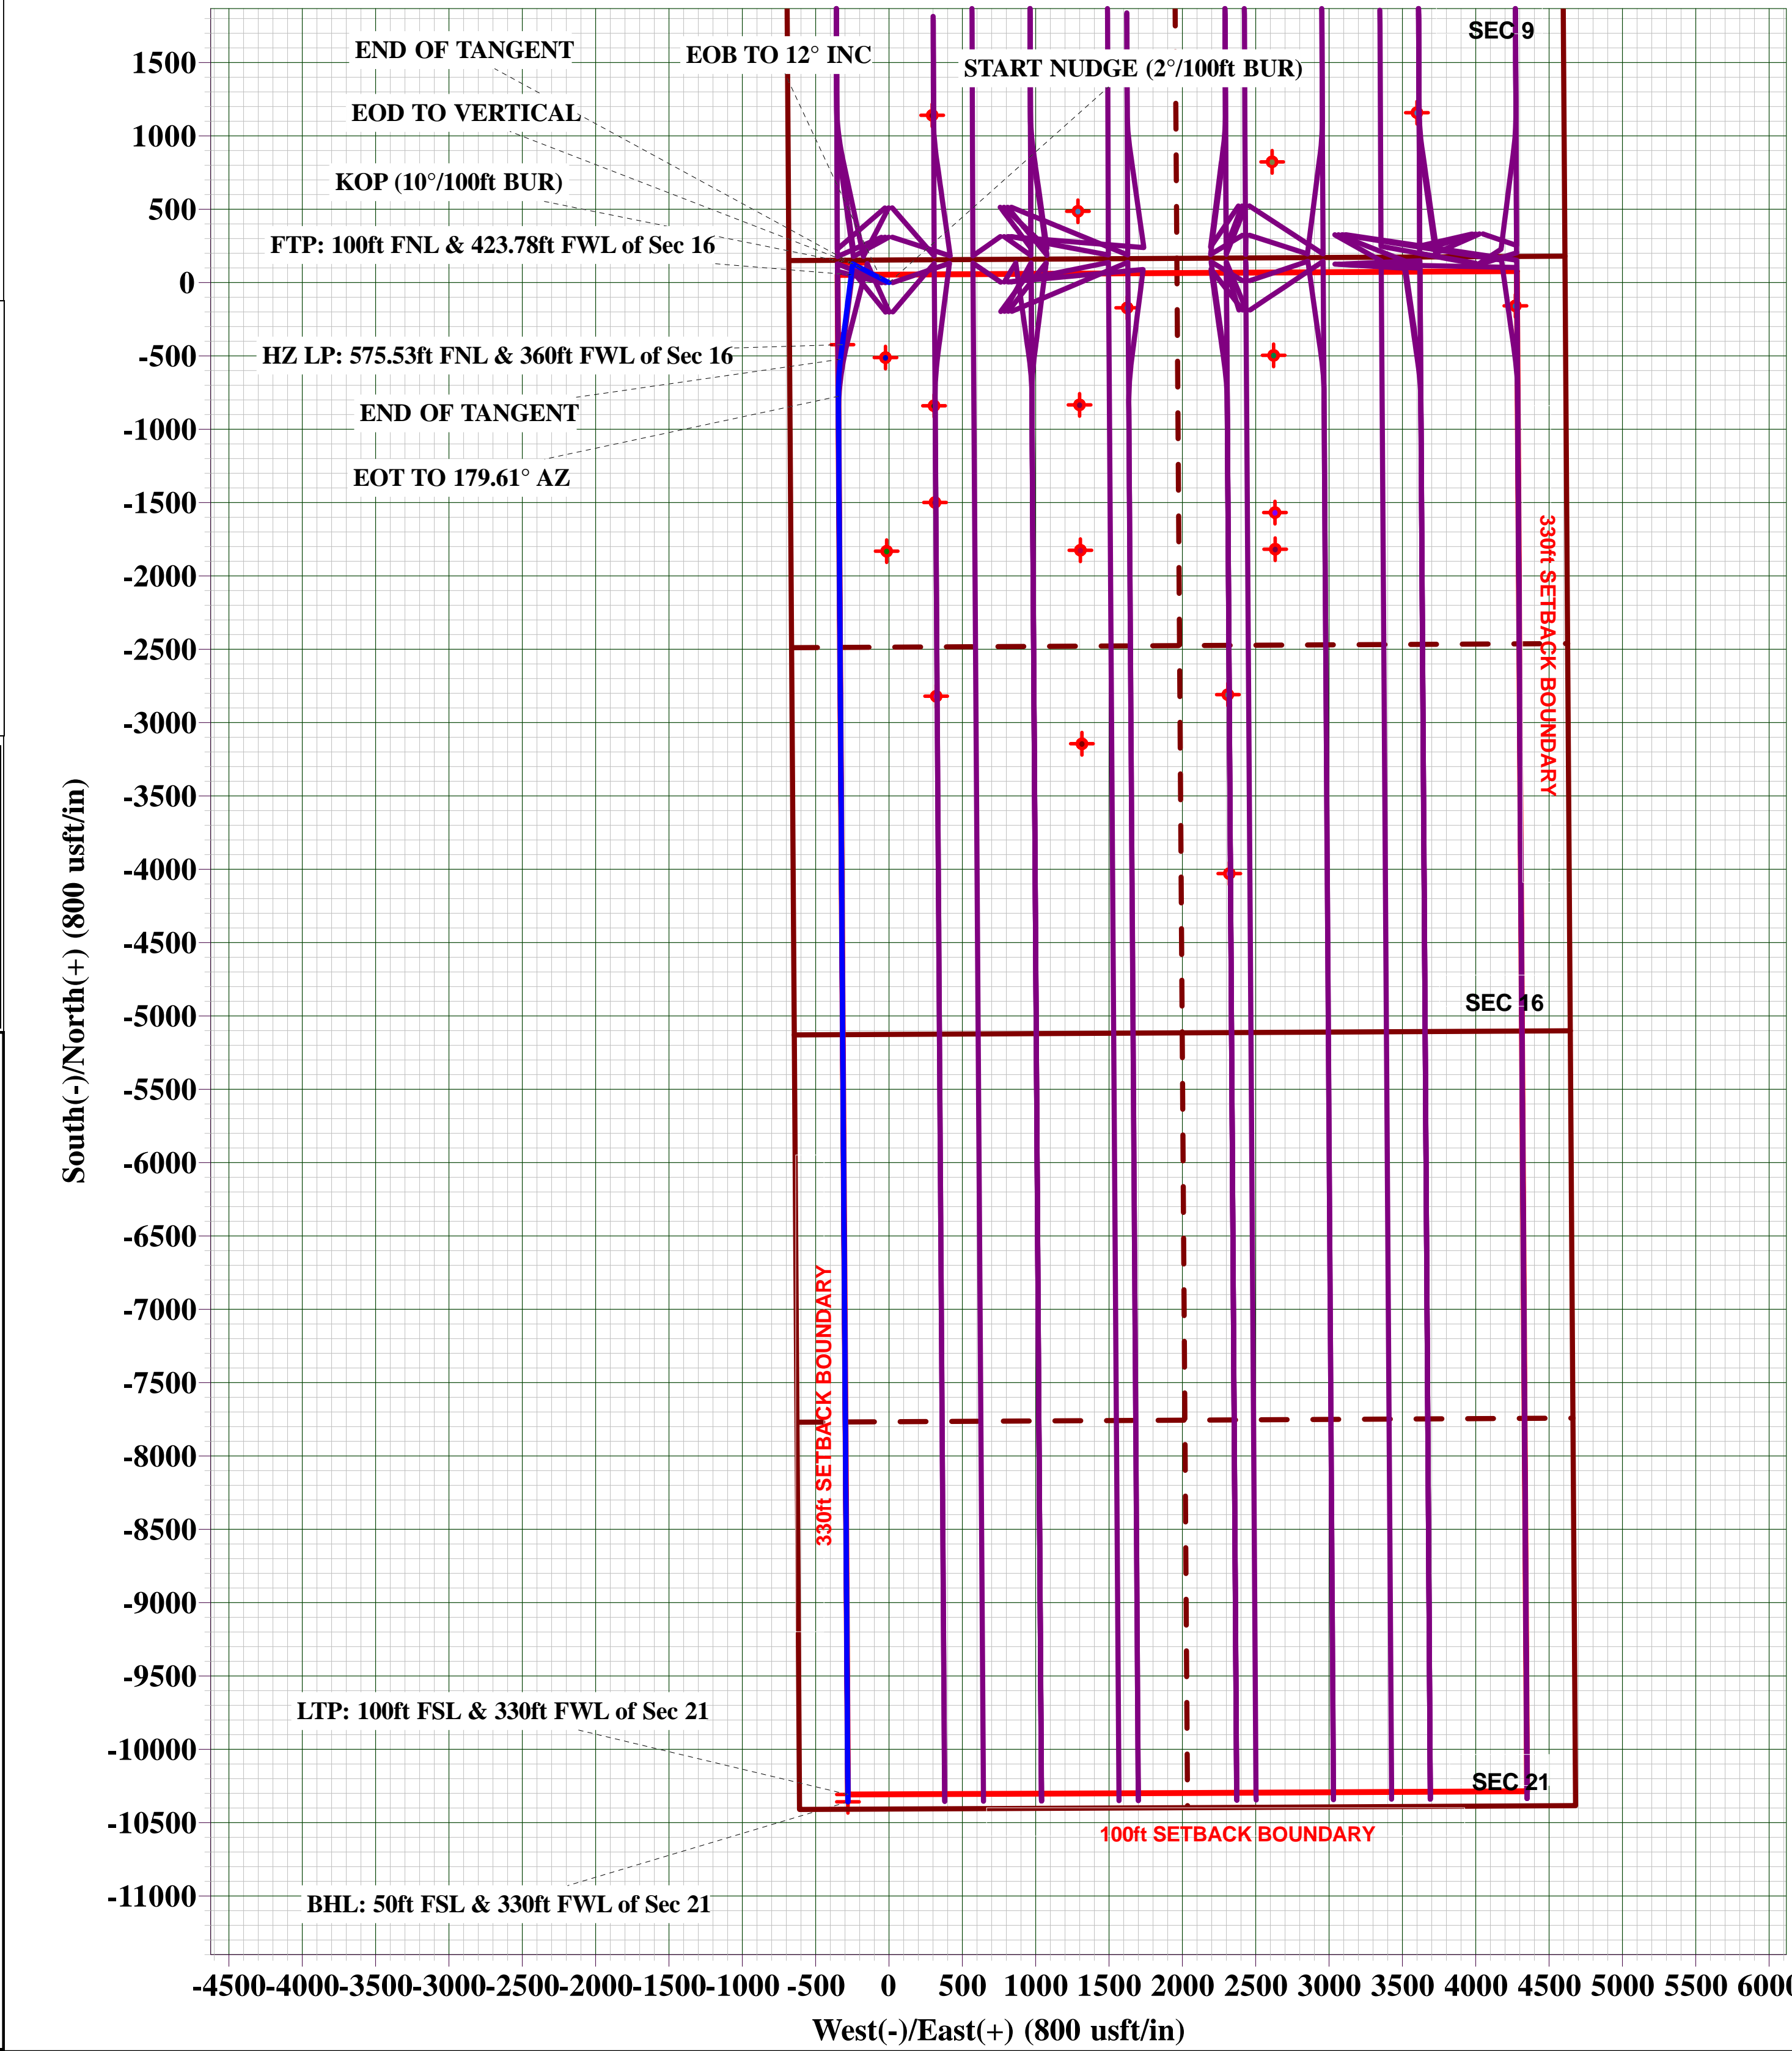 SEC 9
END OF TANGENT
EOB TO 12° INC
START NUDGE (2°/100ft BUR)
EOD TO VERTICAL
KOP (10°/100ft BUR)
FTP: 100ft FNL & 423.78ft FWL of Sec 16
HZ LP: 575.53ft FNL & 360ft FWL of Sec 16
END OF TANGENT
EOT TO 179.61° AZ
330ft SETBACK BOUNDARY
SEC 16
330ft SETBACK BOUNDARY
LTP: 100ft FSL & 330ft FWL of Sec 21
SEC 21
100ft SETBACK BOUNDARY
BHL: 50ft FSL & 330ft FWL of Sec 21
South(-)/North(+) (800 usft/in)
1500
1000
500
0
-500
-1000
-1500
-2000
-2500
-3000
-3500
-4000
-4500
-5000
-5500
-6000
-6500
-7000
-7500
-8000
-8500
-9000
-9500
-10000
-10500
-11000
-4500 -4000 -3500 -3000 -2500 -2000 -1500 -1000 -500 0 500 1000 1500 2000 2500 3000 3500 4000 4500 5000 5500
West(-)/East(+) (800 usft/in)